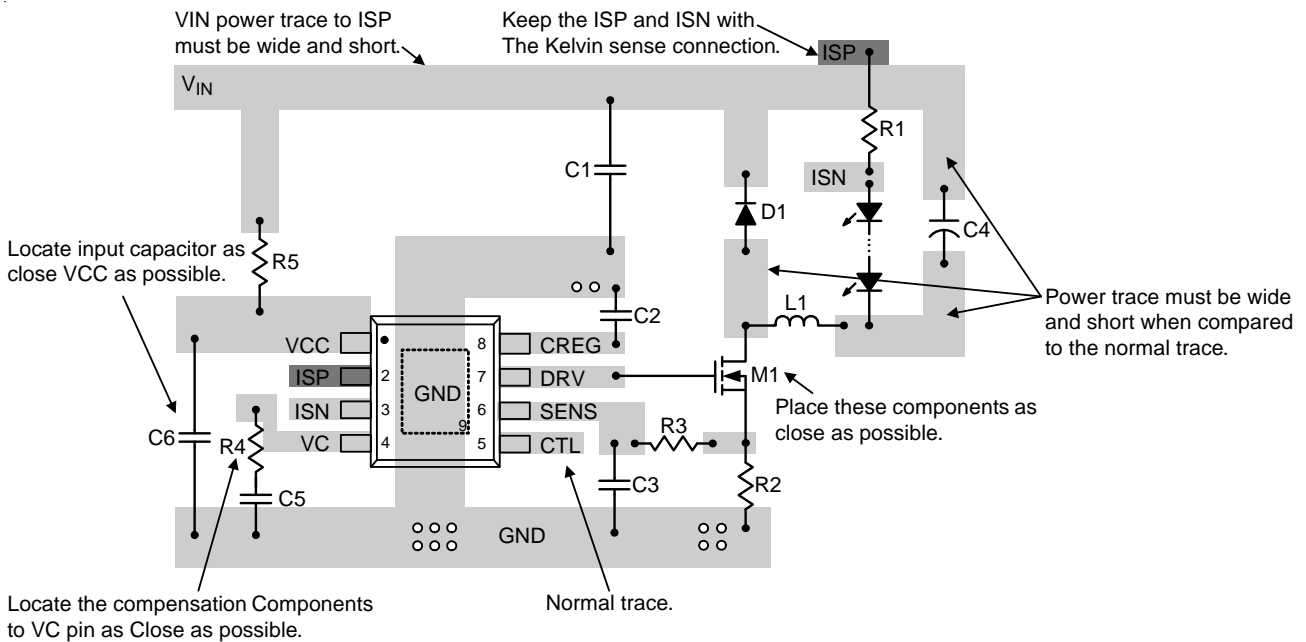 VIN power trace to ISP
must be wide and short.
Keep the ISP and ISN with
The Kelvin sense connection.
ISP
VIN
R1
C1
ISN
D1
C4
Locate input capacitor as
close VCC as possible.
R5
L1
Power trace must be wide
and short when compared
to the normal trace.
C2
VCC
8
CREG
ISP
2
GND
7
DRV
M1
ISN
3
6
SENS
Place these components as
close as possible.
9
C6
R4
VC
4
5
CTL
R3
C5
C3
R2
GND
Locate the compensation Components
to VC pin as Close as possible.
Normal trace.